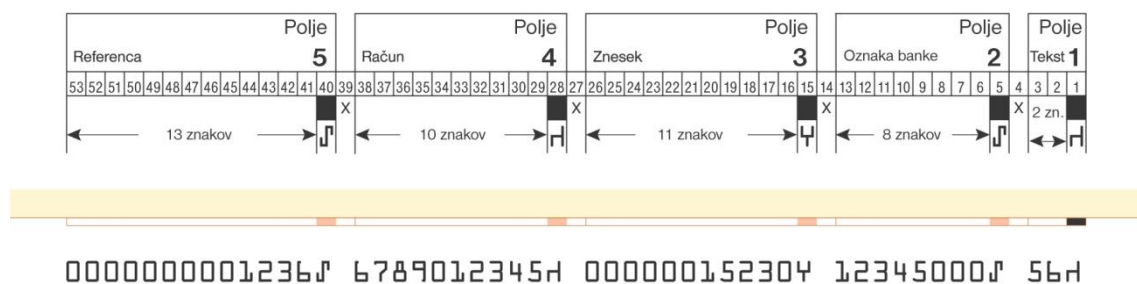 Polje Polje Polje Polje Polje
Referenca 5 Račun 4 Znesek 3 Oznaka banke 2 Tekst 1
53 52 51 50 49 48 47 46 45 44 43 42 41 40 39 38 37 36 35 34 33 32 31 30 29 28 27 26 25 24 23 22 21 20 19 18 17 16 15 14 13 12 11 10 9 8 7 6 5 4 3 2 1
X X X X
13 znakov ⑀ 10 znakov ⑁ 11 znakov ⑂ 8 znakov ⑀ 2 zn. ⑁
0000000001236⑀ 6789012345⑁ 00000015230⑂ 12345000⑀ 56⑁